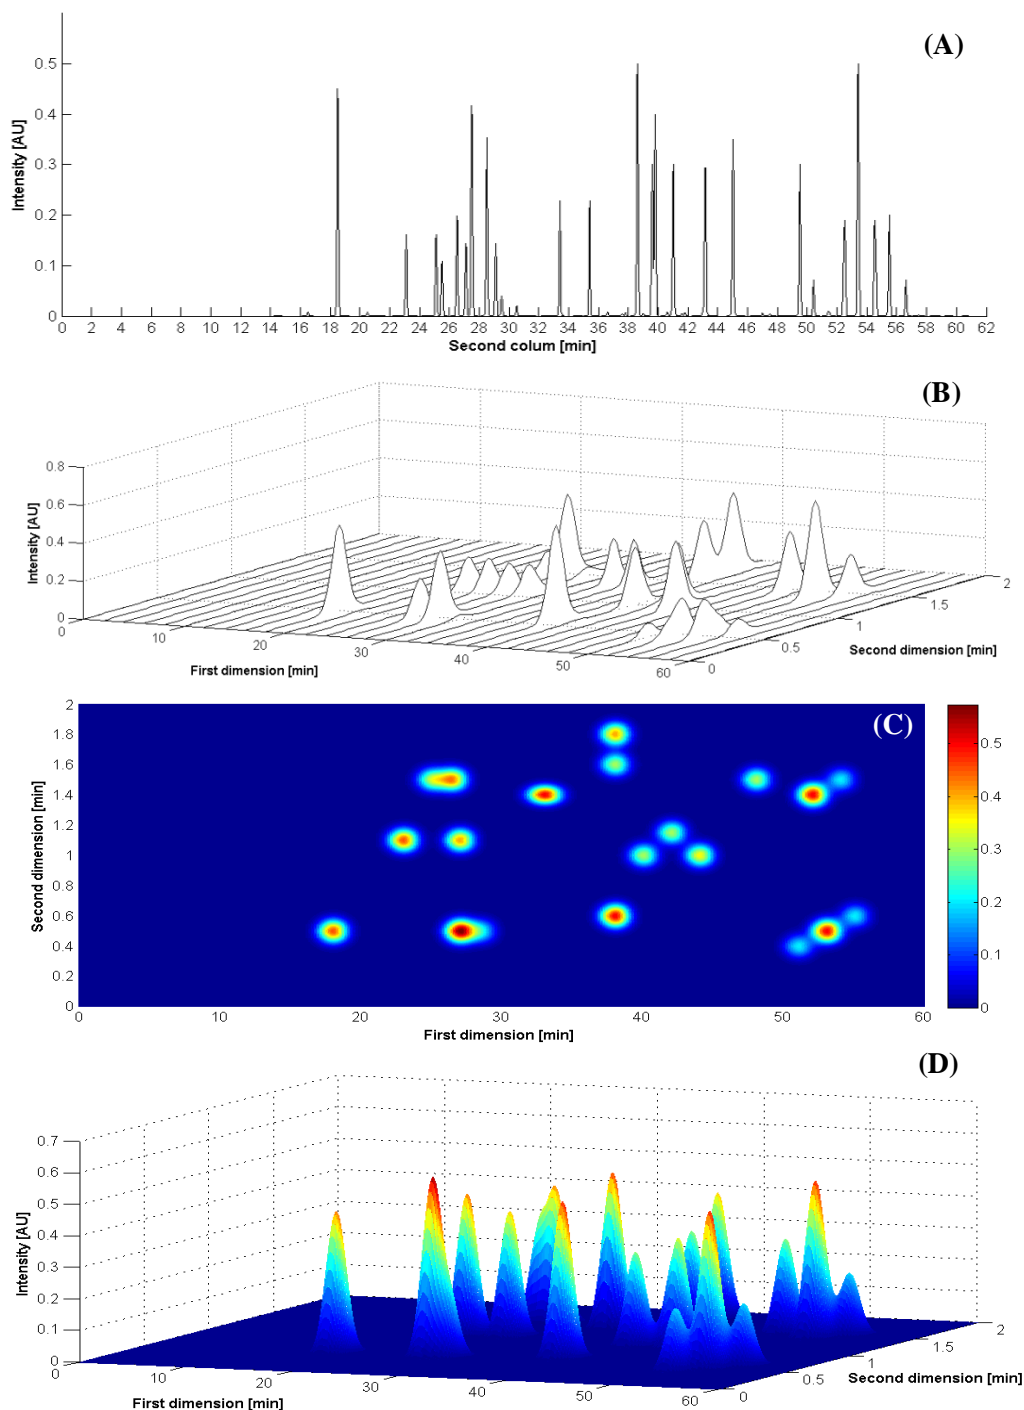 (A)
Intensity [AU]
0.5
0.4
0.3
0.2
0.1
0
0 2 4 6 8 10 12 14 16 18 20 22 24 26 28 30 32 34 36 38 40 42 44 46 48 50 52 54 56 58 60 62
Second colum [min]
(B)
Intensity [AU]
0.8
0.6
0.4
0.2
0
0 10 20 30 40 50 60
First dimension [min]
0 0.5 1 1.5 2
Second dimension [min]
(C)
Second dimension [min]
2
1.8
1.6
1.4
1.2
1
0.8
0.6
0.4
0.2
0
0 10 20 30 40 50 60
First dimension [min]
0.5
0.4
0.3
0.2
0.1
0
(D)
Intensity [AU]
0.7
0.6
0.5
0.4
0.3
0.2
0.1
0
0 10 20 30 40 50 60
First dimension [min]
0 0.5 1 1.5 2
Second dimension [min]